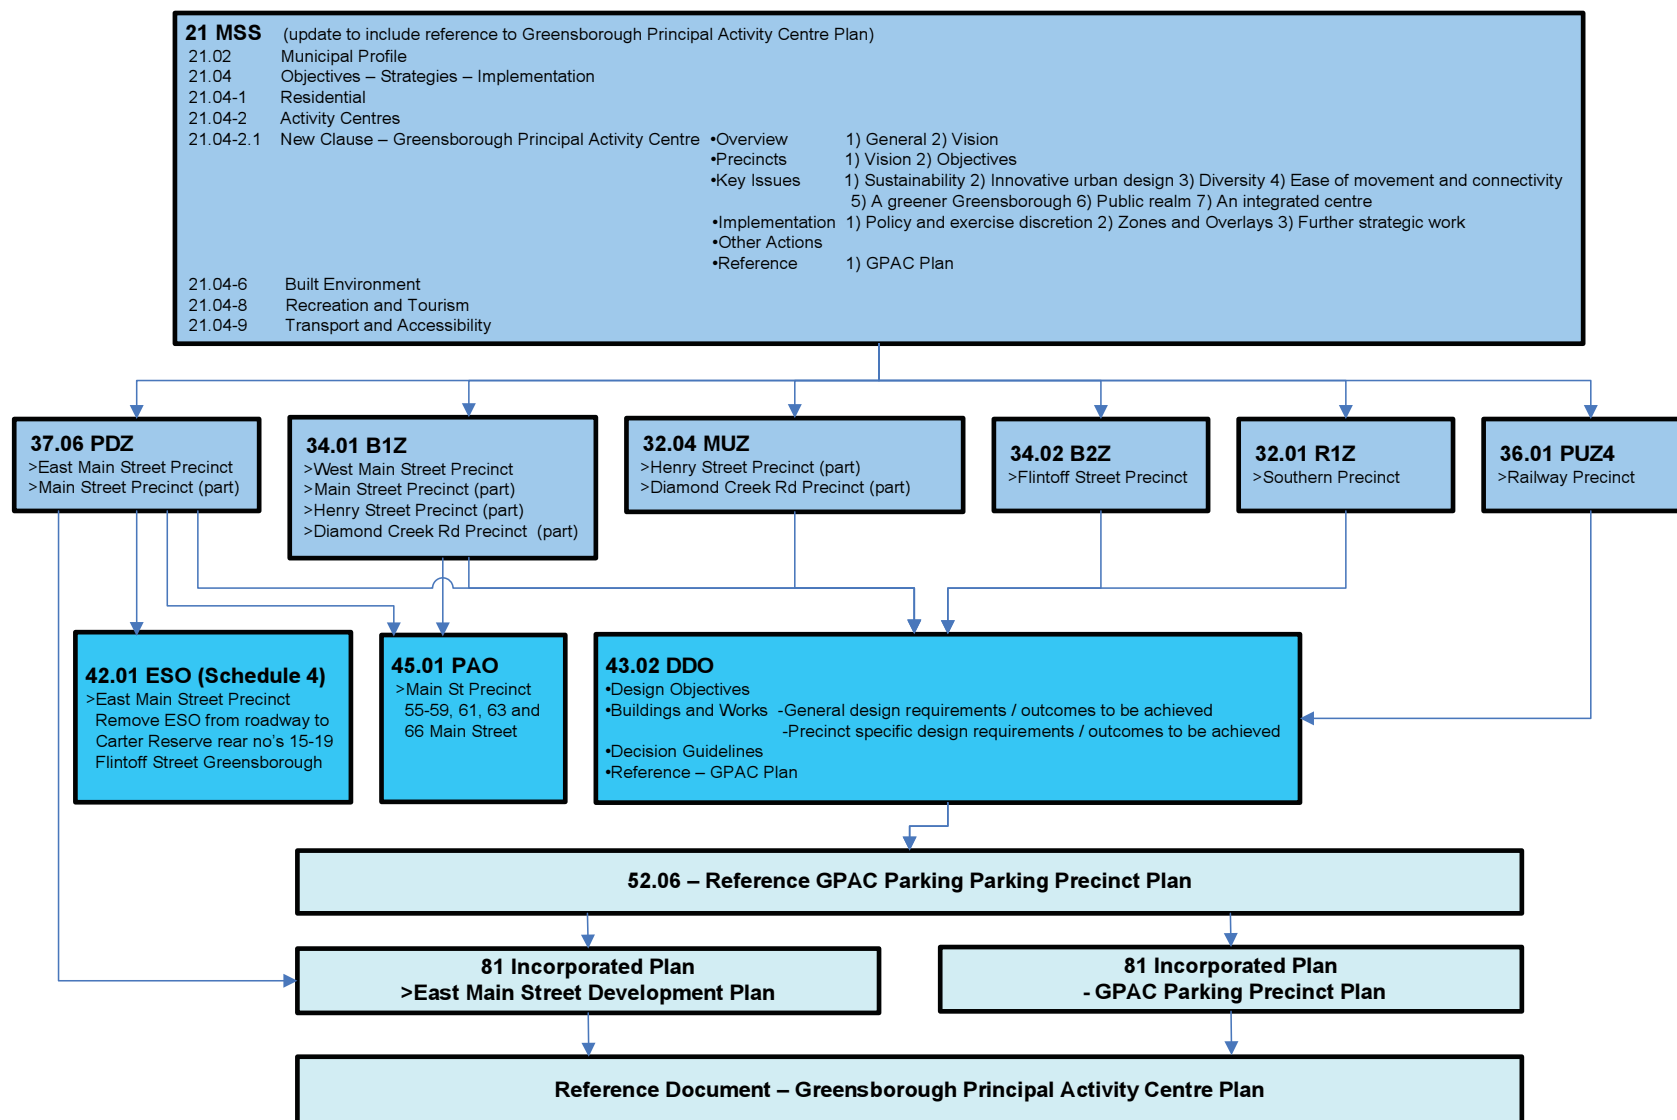 21 MSS (update to include reference to Greensborough Principal Activity Centre Plan)
21.02 Municipal Profile
21.04 Objectives – Strategies – Implementation
21.04-1 Residential
21.04-2 Activity Centres
21.04-2.1 New Clause – Greensborough Principal Activity Centre •Overview 1) General 2) Vision
•Precincts 1) Vision 2) Objectives
•Key Issues 1) Sustainability 2) Innovative urban design 3) Diversity 4) Ease of movement and connectivity
5) A greener Greensborough 6) Public realm 7) An integrated centre
•Implementation 1) Policy and exercise discretion 2) Zones and Overlays 3) Further strategic work
•Other Actions
•Reference 1) GPAC Plan
21.04-6 Built Environment
21.04-8 Recreation and Tourism
21.04-9 Transport and Accessibility
37.06 PDZ
>East Main Street Precinct
>Main Street Precinct (part)
34.01 B1Z
>West Main Street Precinct
>Main Street Precinct (part)
>Henry Street Precinct (part)
>Diamond Creek Rd Precinct (part)
32.04 MUZ
>Henry Street Precinct (part)
>Diamond Creek Rd Precinct (part)
34.02 B2Z
>Flintoff Street Precinct
32.01 R1Z
>Southern Precinct
36.01 PUZ4
>Railway Precinct
42.01 ESO (Schedule 4)
>East Main Street Precinct
Remove ESO from roadway to
Carter Reserve rear no's 15-19
Flintoff Street Greensborough
45.01 PAO
>Main St Precinct
55-59, 61, 63 and
66 Main Street
43.02 DDO
•Design Objectives
•Buildings and Works -General design requirements / outcomes to be achieved
-Precinct specific design requirements / outcomes to be achieved
•Decision Guidelines
•Reference – GPAC Plan
52.06 – Reference GPAC Parking Parking Precinct Plan
81 Incorporated Plan
>East Main Street Development Plan
81 Incorporated Plan
- GPAC Parking Precinct Plan
Reference Document – Greensborough Principal Activity Centre Plan